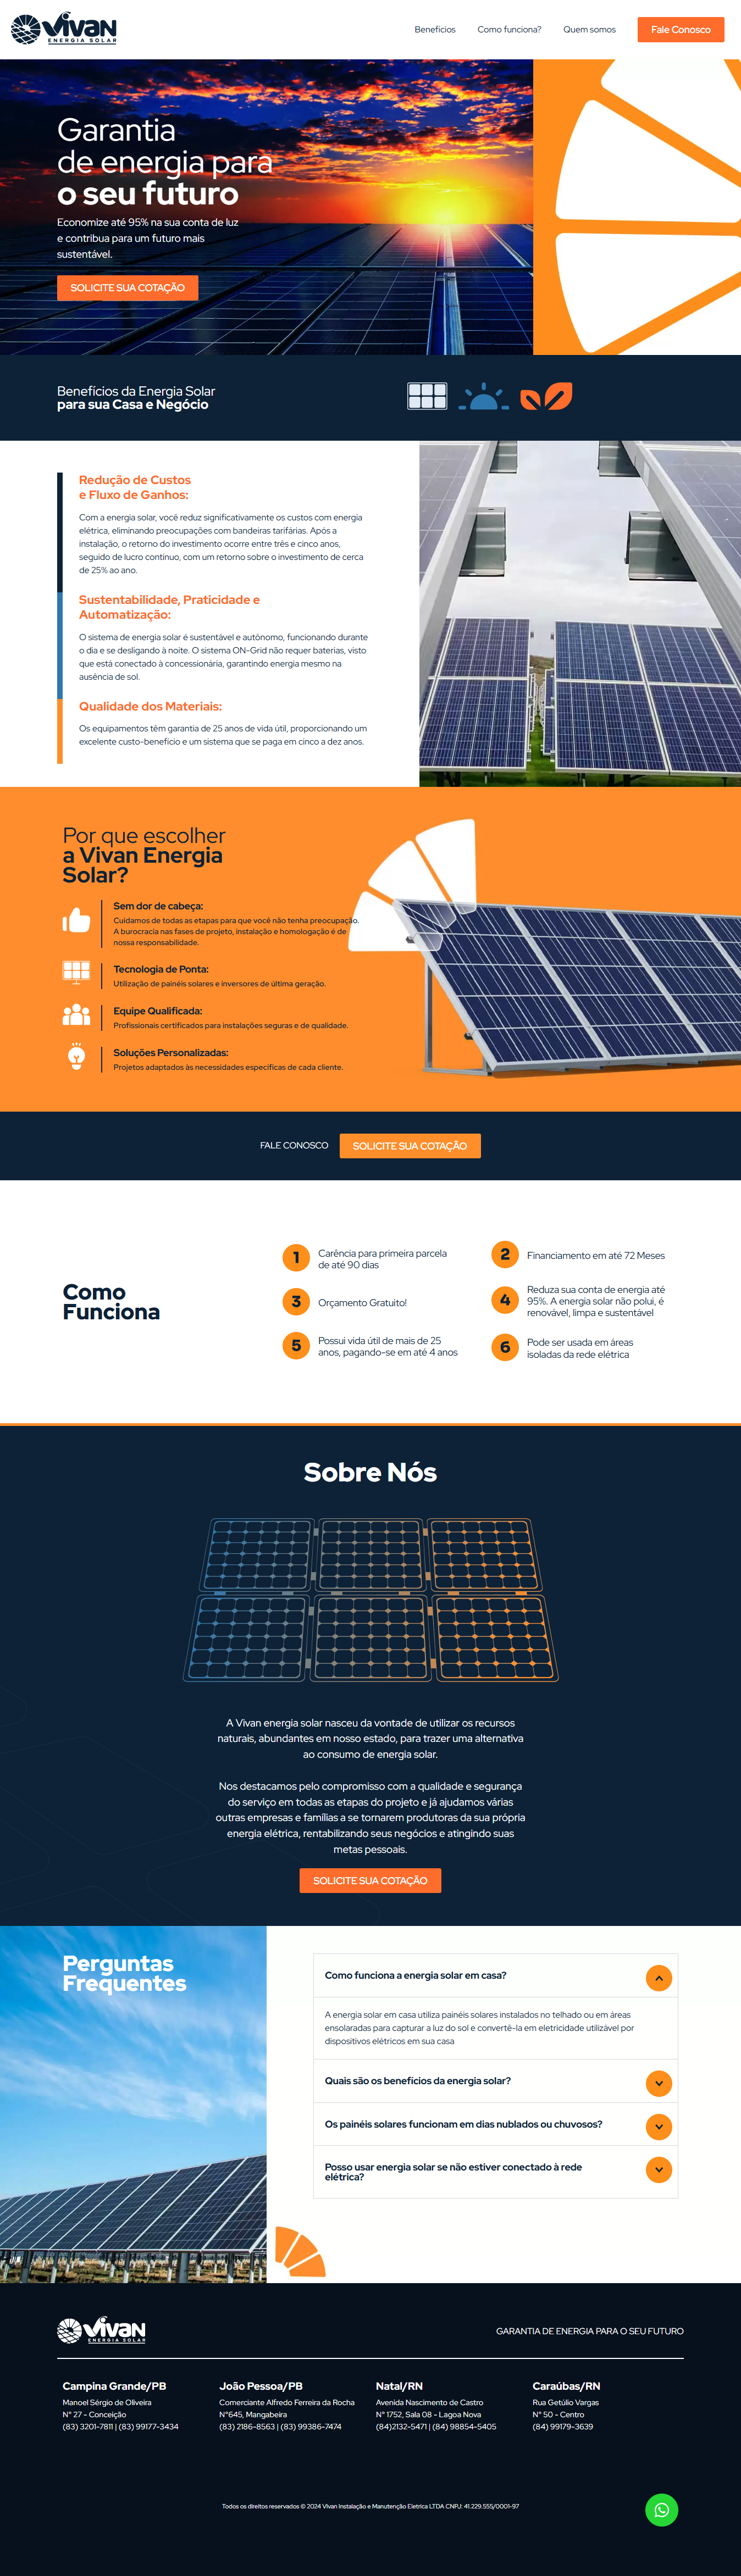 ViVAN
ENERGIA SOLAR
Benefícios
Como funciona?
Quem somos
Fale Conosco
Garantia
de energia para
o seu futuro
Economize até 95% na sua conta de luz
e contribua para um futuro mais
sustentável.
SOLICITE SUA COTAÇÃO
Benefícios da Energia Solar
para sua Casa e Negócio
Redução de Custos
e Fluxo de Ganhos:
Com a energia solar, você reduz significativamente os custos com energia
elétrica, eliminando preocupações com bandeiras tarifárias. Após a
instalação, o retorno do investimento ocorre entre três e cinco anos,
seguido de lucro contínuo, com um retorno sobre o investimento de cerca
de 25% ao ano.
Sustentabilidade, Praticidade e
Automatização:
O sistema de energia solar é sustentável e autônomo, funcionando durante
o dia e se desligando à noite. O sistema ON-Grid não requer baterias, visto
que está conectado à concessionária, garantindo energia mesmo na
ausência de sol.
Qualidade dos Materiais:
Os equipamentos têm garantia de 25 anos de vida útil, proporcionando um
excelente custo-benefício e um sistema que se paga em cinco a dez anos.
Por que escolher
a Vivan Energia
Solar?
Sem dor de cabeça:
Cuidamos de todas as etapas para que você não tenha preocupação.
A burocracia nas fases de projeto, instalação e homologação é de
nossa responsabilidade.
Tecnologia de Ponta:
Utilização de painéis solares e inversores de última geração.
Equipe Qualificada:
Profissionais certificados para instalações seguras e de qualidade.
Soluções Personalizadas:
Projetos adaptados às necessidades específicas de cada cliente.
FALE CONOSCO
SOLICITE SUA COTAÇÃO
Como
Funciona
1
Carência para primeira parcela
de até 90 dias
2
Financiamento em até 72 Meses
3
Orçamento Gratuito!
4
Reduza sua conta de energia até
95%. A energia solar não polui, é
renovável, limpa e sustentável
5
Possui vida útil de mais de 25
anos, pagando-se em até 4 anos
6
Pode ser usada em áreas
isoladas da rede elétrica
Sobre Nós
A Vivan energia solar nasceu da vontade de utilizar os recursos
naturais, abundantes em nosso estado, para trazer uma alternativa
ao consumo de energia solar.
Nos destacamos pelo compromisso com a qualidade e segurança
do serviço em todas as etapas do projeto e já ajudamos várias
outras empresas e famílias a se tornarem produtoras da sua própria
energia elétrica, rentabilizando seus negócios e atingindo suas
metas pessoais.
SOLICITE SUA COTAÇÃO
Perguntas
Frequentes
Como funciona a energia solar em casa?
A energia solar em casa utiliza painéis solares instalados no telhado ou em áreas
ensolaradas para capturar a luz do sol e convertê-la em eletricidade utilizável por
dispositivos elétricos em sua casa
Quais são os benefícios da energia solar?
Os painéis solares funcionam em dias nublados ou chuvosos?
Posso usar energia solar se não estiver conectado à rede
elétrica?
ViVAN
ENERGIA SOLAR
GARANTIA DE ENERGIA PARA O SEU FUTURO
Campina Grande/PB
Manoel Sérgio de Oliveira
N° 27 - Conceição
(83) 3201-7811 | (83) 99177-3434
João Pessoa/PB
Comerciante Alfredo Ferreira da Rocha
N°645, Mangabeira
(83) 2186-8563 | (83) 99386-7474
Natal/RN
Avenida Nascimento de Castro
N° 1752, Sala 08 - Lagoa Nova
(84)2132-5471 | (84) 98854-5405
Caraúbas/RN
Rua Getúlio Vargas
N° 50 - Centro
(84) 99179-3639
Todos os direitos reservados © 2024 Vivan Instalação e Manutenção Eletrica LTDA CNPJ: 41.229.555/0001-97